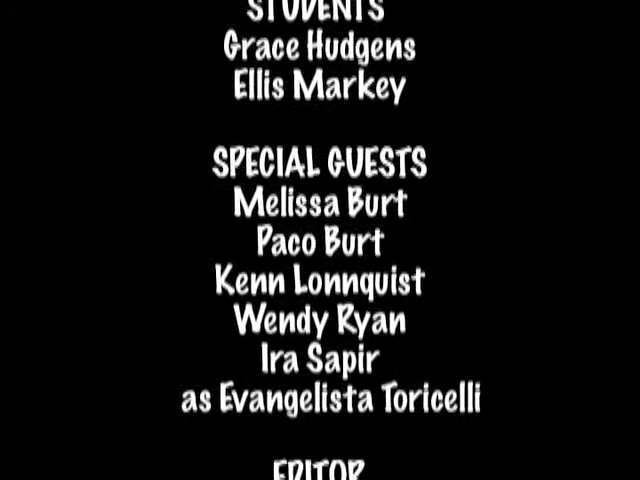 STUDENTS
Grace Hudgens
Ellis Markey
SPECIAL GUESTS
Melissa Burt
Paco Burt
Kenn Lonnquist
Wendy Ryan
Ira Sapir
as Evangelista Toricelli
EDITOR